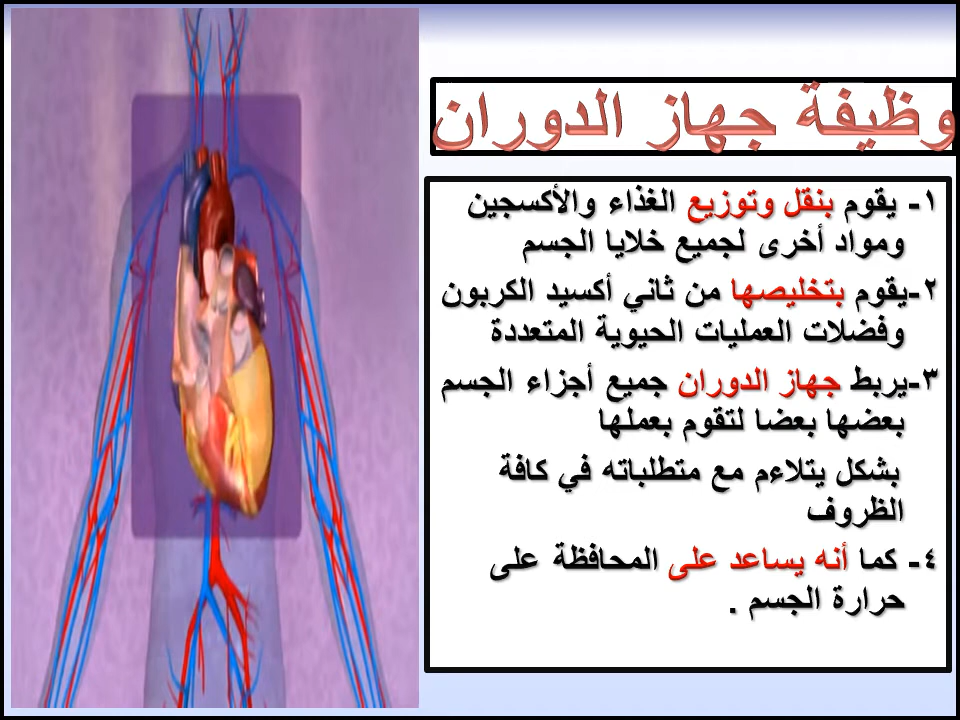 وظيفة جهاز الدوران
١- يقوم بنقل وتوزيع الغذاء والأكسجين
ومواد أخرى لجميع خلايا الجسم
٢-يقوم بتخليصها من ثاني أكسيد الكربون
وفضلات العمليات الحيوية المتعددة
٣-يربط جهاز الدوران جميع أجزاء الجسم
بعضها بعضا لتقوم بعملها
بشكل يتلاءم مع متطلباته في كافة
الظروف
٤- كما أنه يساعد على المحافظة على
حرارة الجسم .